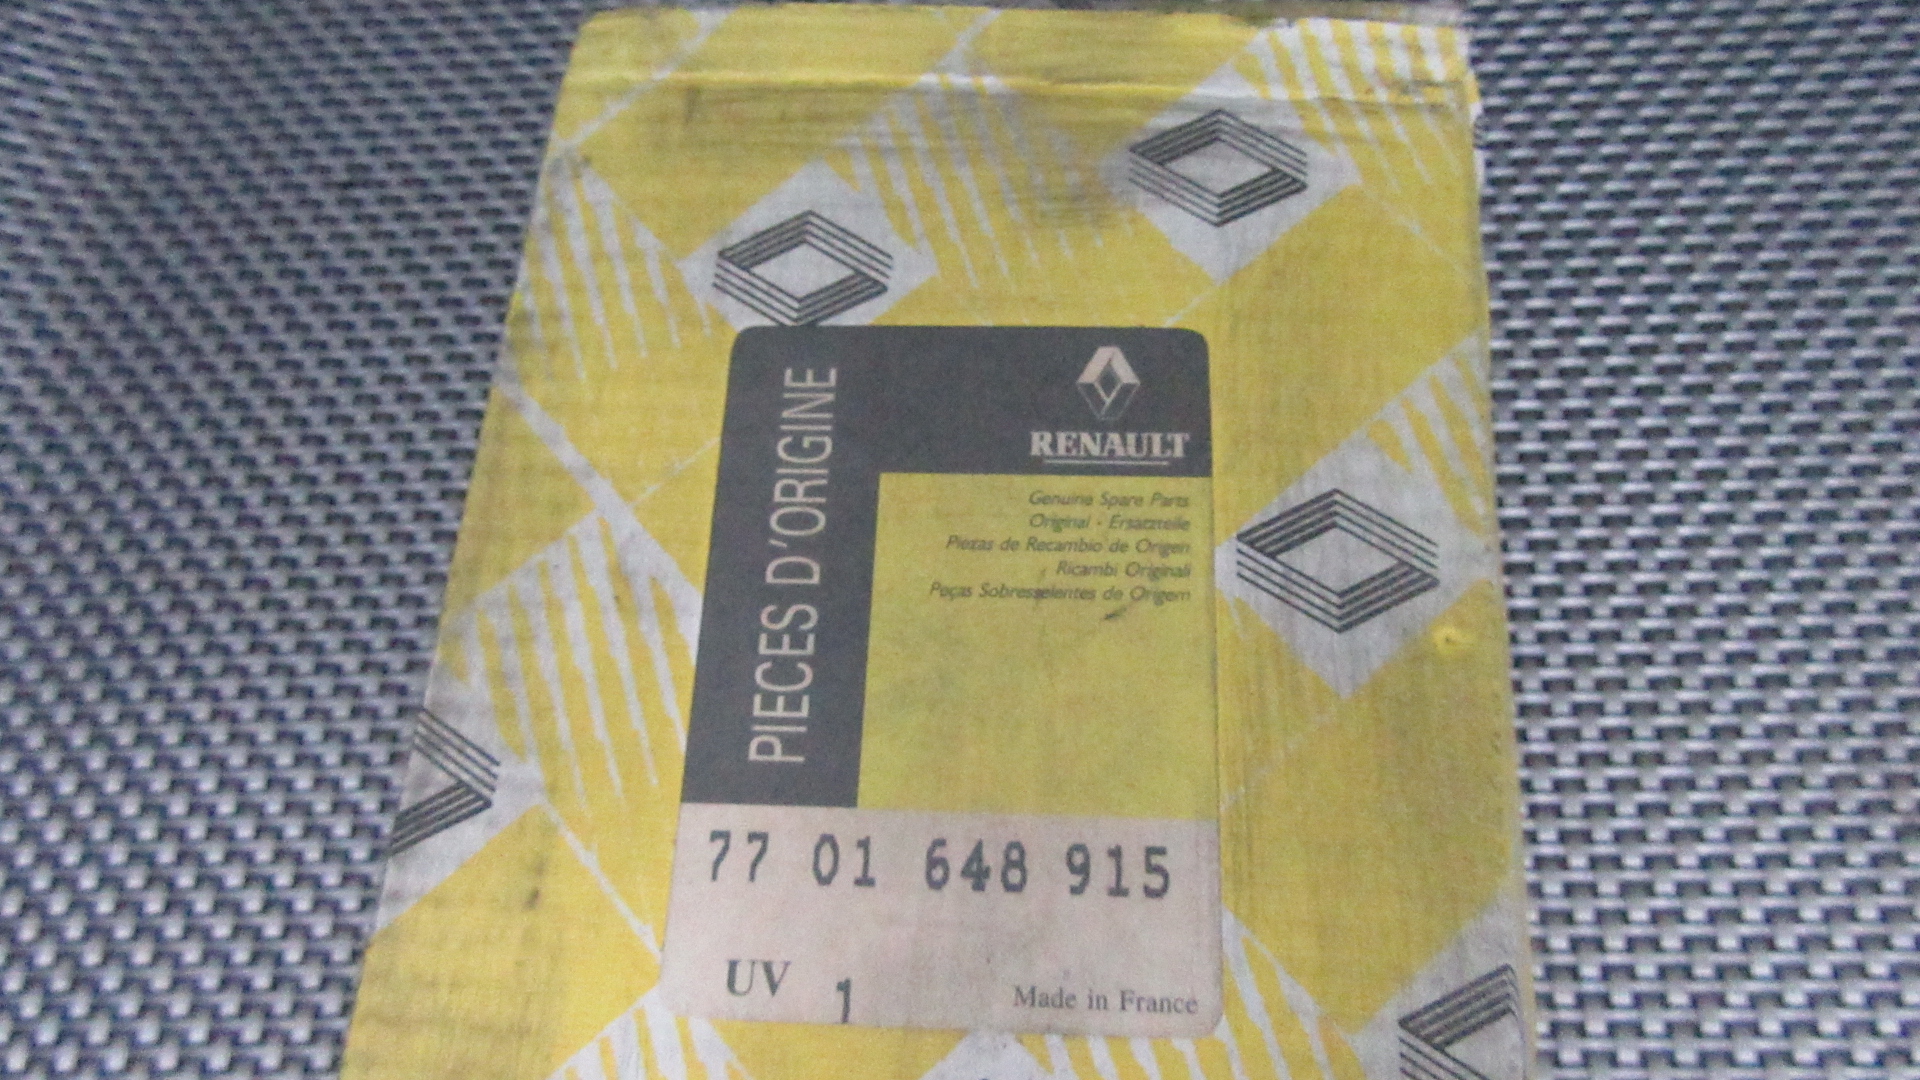 PIECES D'ORIGINE
RENAULT
Genuine Spare Parts
Original - Ersatzteile
Piezas de Recambio de Origen
Ricambi Originali
Peças Sobresselentes de Origem
77 01 648 915
UV 1
Made in France